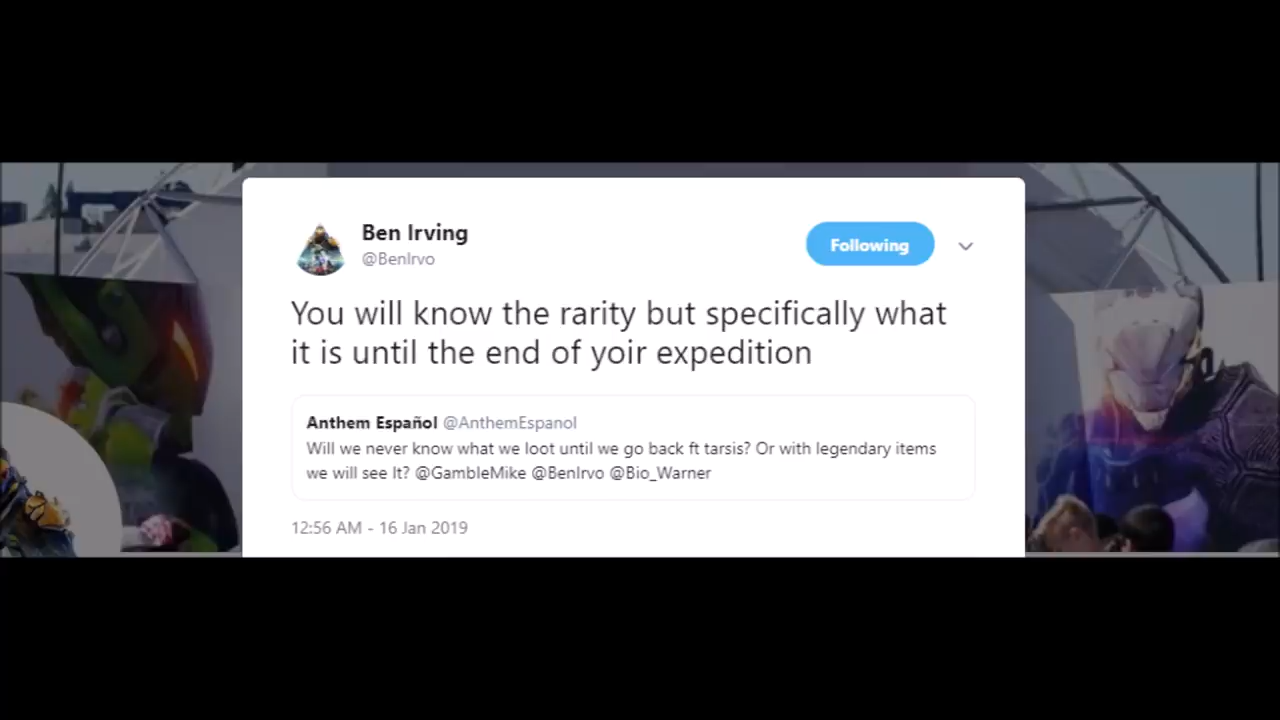 Ben Irving
@BenIrvo
Following
You will know the rarity but specifically what
it is until the end of yoir expedition
Anthem Español @AnthemEspanol
Will we never know what we loot until we go back ft tarsis? Or with legendary items
we will see It? @GambleMike @BenIrvo @Bio_Warner
12:56 AM - 16 Jan 2019